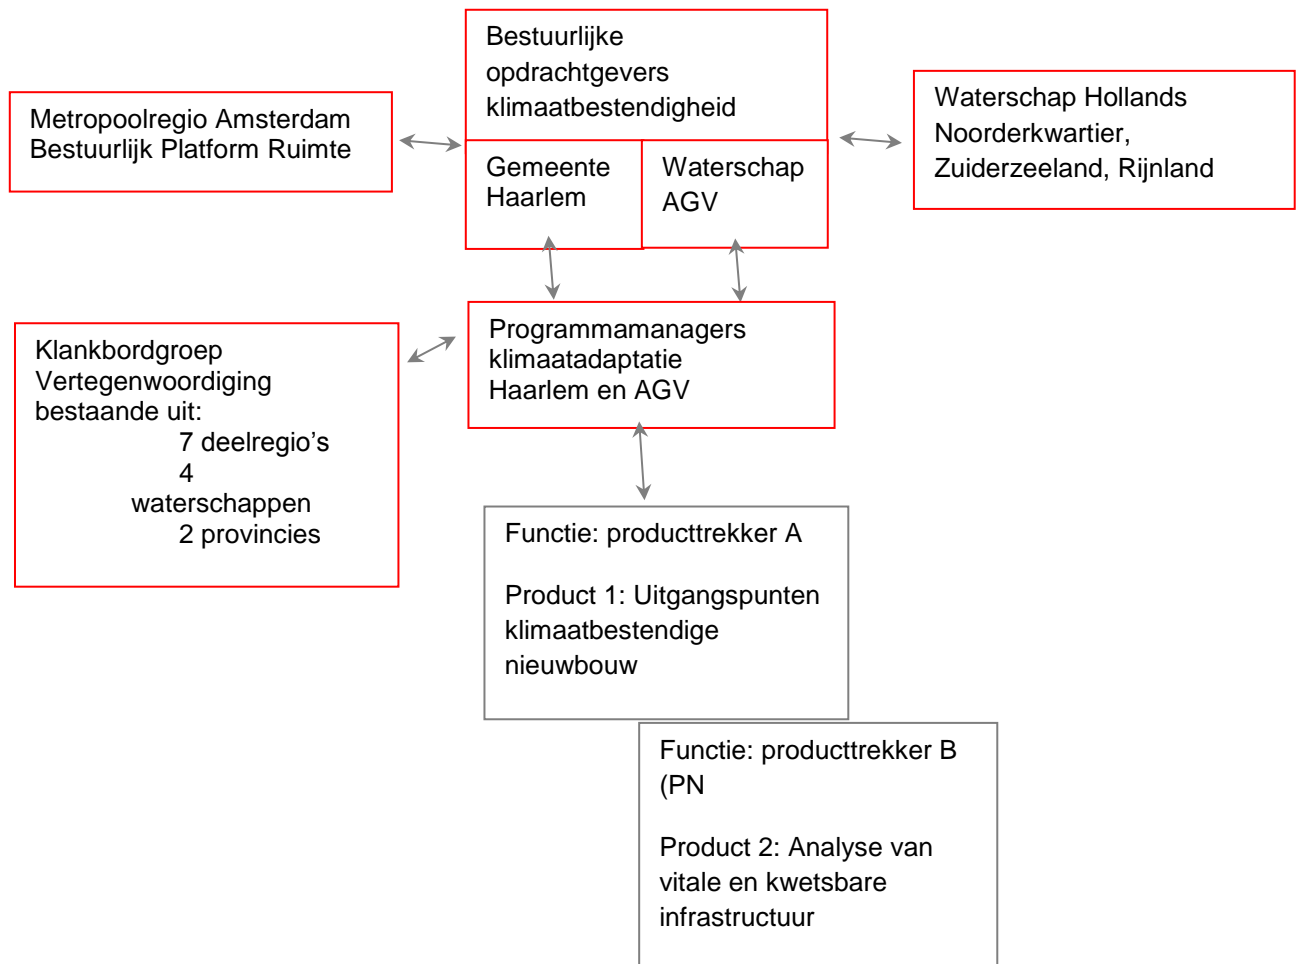 Bestuurlijke
opdrachtgevers
klimaatbestendigheid
Metropoolregio Amsterdam
Bestuurlijk Platform Ruimte
Gemeente
Haarlem
Waterschap
AGV
Waterschap Hollands
Noorderkwartier,
Zuiderzeeland, Rijnland
Programmamanagers
klimaatadaptatie
Haarlem en AGV
Klankbordgroep
Vertegenwoordiging
bestaande uit:
7 deelregio's
4
waterschappen
2 provincies
Functie: producttrekker A
Product 1: Uitgangspunten
klimaatbestendige
nieuwbouw
Functie: producttrekker B
(PN
Product 2: Analyse van
vitale en kwetsbare
infrastructuur